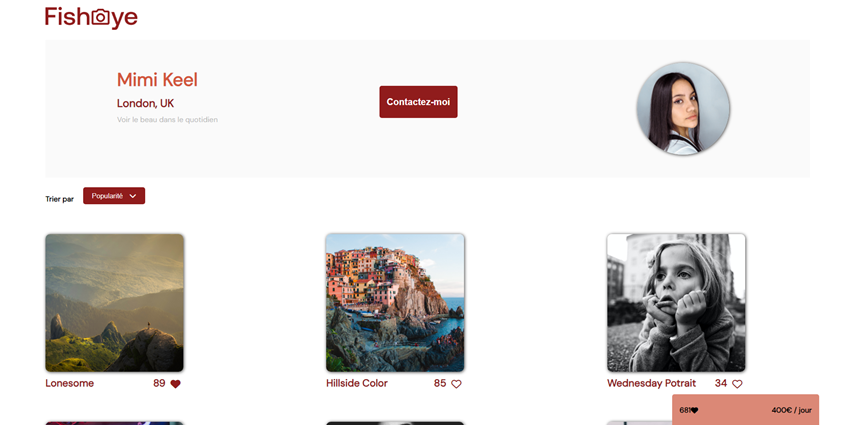 Fisheye
Mimi Keel
London, UK
Voir le beau dans le quotidien
Contactez-moi
Trier par
Popularité
Lonesome
89
Hillside Color
85
Wednesday Potrait
34
681
400€ / jour